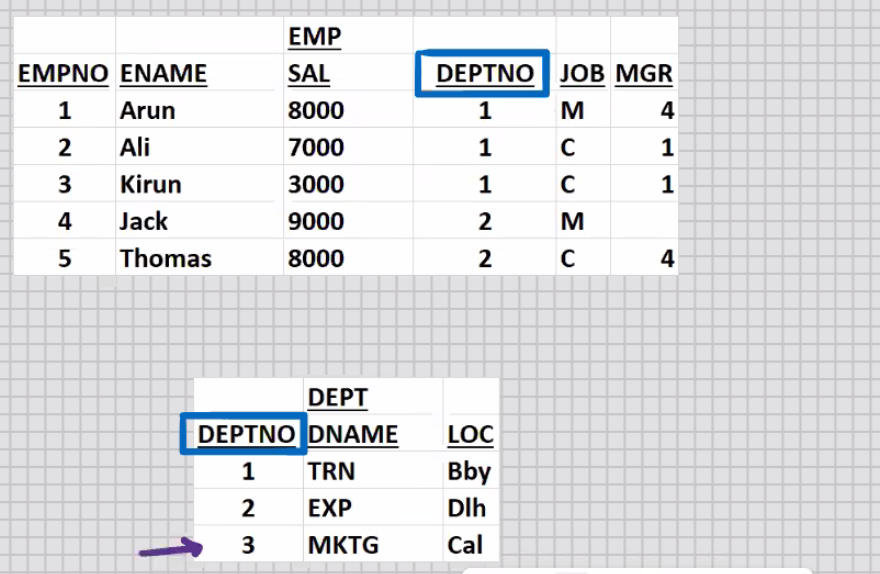 EMP
EMPNO ENAME SAL DEPTNO JOB MGR
1 Arun 8000 1 M 4
2 Ali 7000 1 C 1
3 Kirun 3000 1 C 1
4 Jack 9000 2 M
5 Thomas 8000 2 C 4
DEPT
DEPTNO DNAME LOC
1 TRN Bby
2 EXP Dlh
3 MKTG Cal